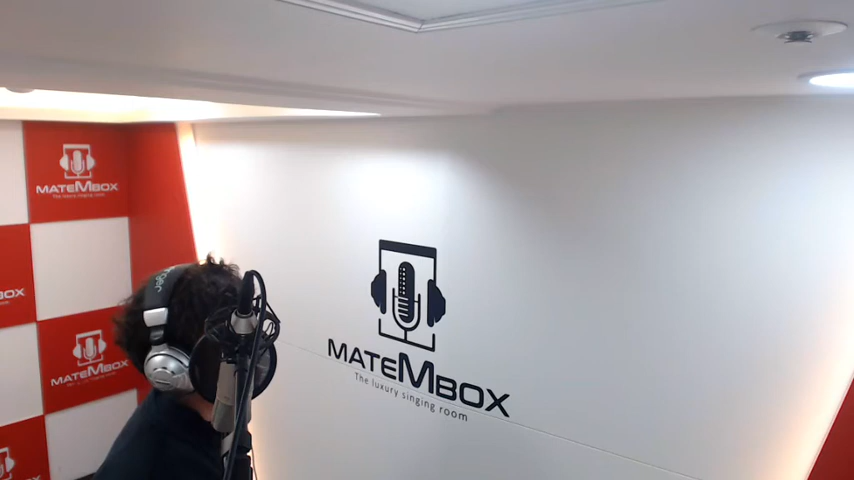 MATEMBOX
The luxury singing room
MATEMBOX
MATEMBOX
BOX